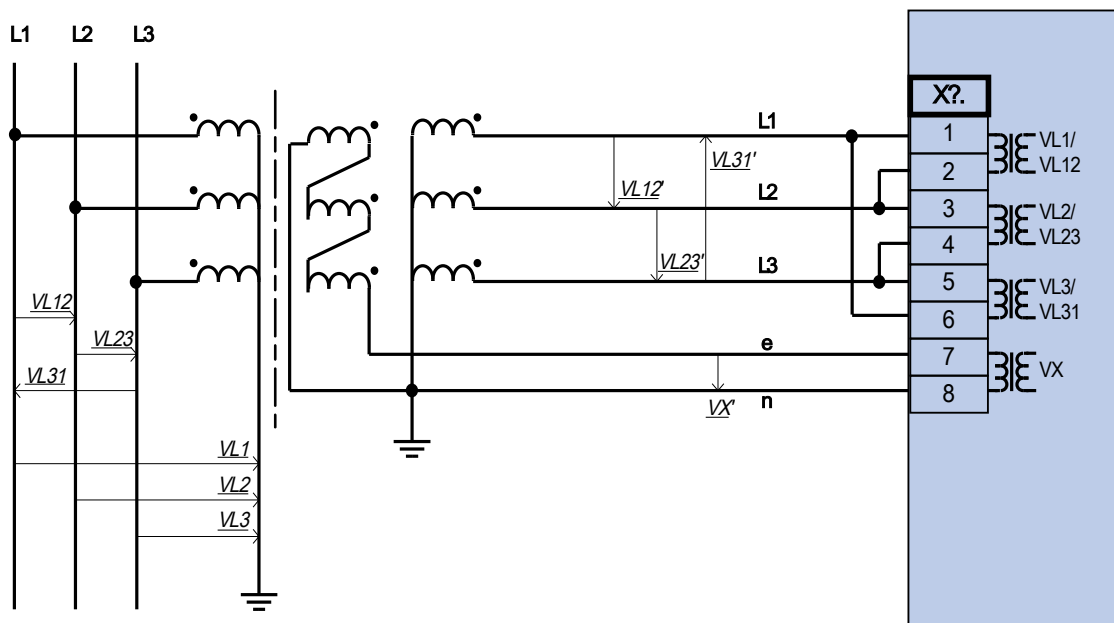 L1 L2 L3
X?.
L1
1
VL1/
VL12
VL31'
2
VL12'
L2
3
VL2/
VL23
4
VL23'
L3
5
VL3/
VL31
6
VL12
VL23
VL31
e
7
VX
n
8
VX'
VL1
VL2
VL3